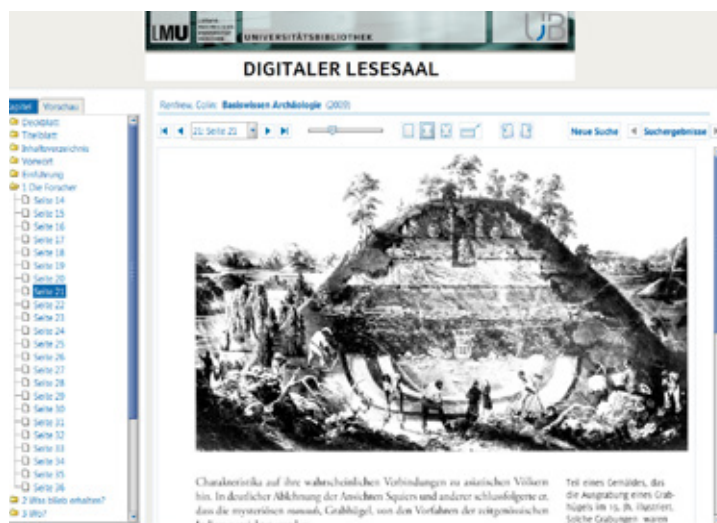 LMU
UNIVERSITÄTSBIBLIOTHEK
UB
DIGITALER LESESAAL
apitel Vorschau
Renfrew, Colin: Basiswissen Archäologie (2009)
21: Seite 21
Neue Suche Suchergebnisse
Deckblatt
Titelblatt
Inhaltsverzeichnis
Vorwort
Einführung
1 Die Forscher
Seite 14
Seite 15
Seite 16
Seite 17
Seite 18
Seite 19
Seite 20
Seite 21
Seite 22
Seite 23
Seite 24
Seite 25
Seite 26
Seite 27
Seite 28
Seite 29
Seite 30
Seite 31
Seite 32
Seite 33
Seite 34
Seite 35
Seite 36
2 Was blieb erhalten?
3 Wo?
Charakteristika auf ihre wahrscheinlichen Verbindungen zu asiatischen Völkern
hin. In deutlicher Ablehnung der Ansichten Squiers und anderer schlussfolgerte er,
dass die mysteriösen mounds, Grabhügel, von den Vorfahren der zeitgenössischen
Teil eines Gemäldes, das
die Ausgrabung eines Grab-
hügels im 19. Jh. illustriert.
Solche Grabungen waren